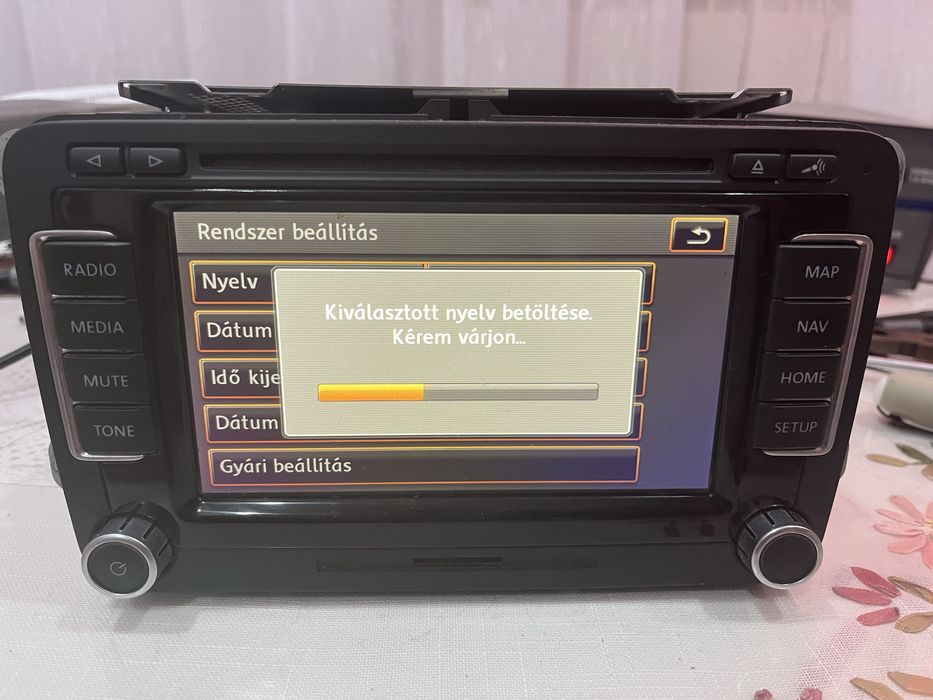 RADIO
MEDIA
MUTE
TONE
Rendszer beállítás
Nyelv
Kiválasztott nyelv betöltése.
Kérem várjon...
Dátum
Idő kije
Dátum
Gyári beállítás
MAP
NAV
HOME
SETUP